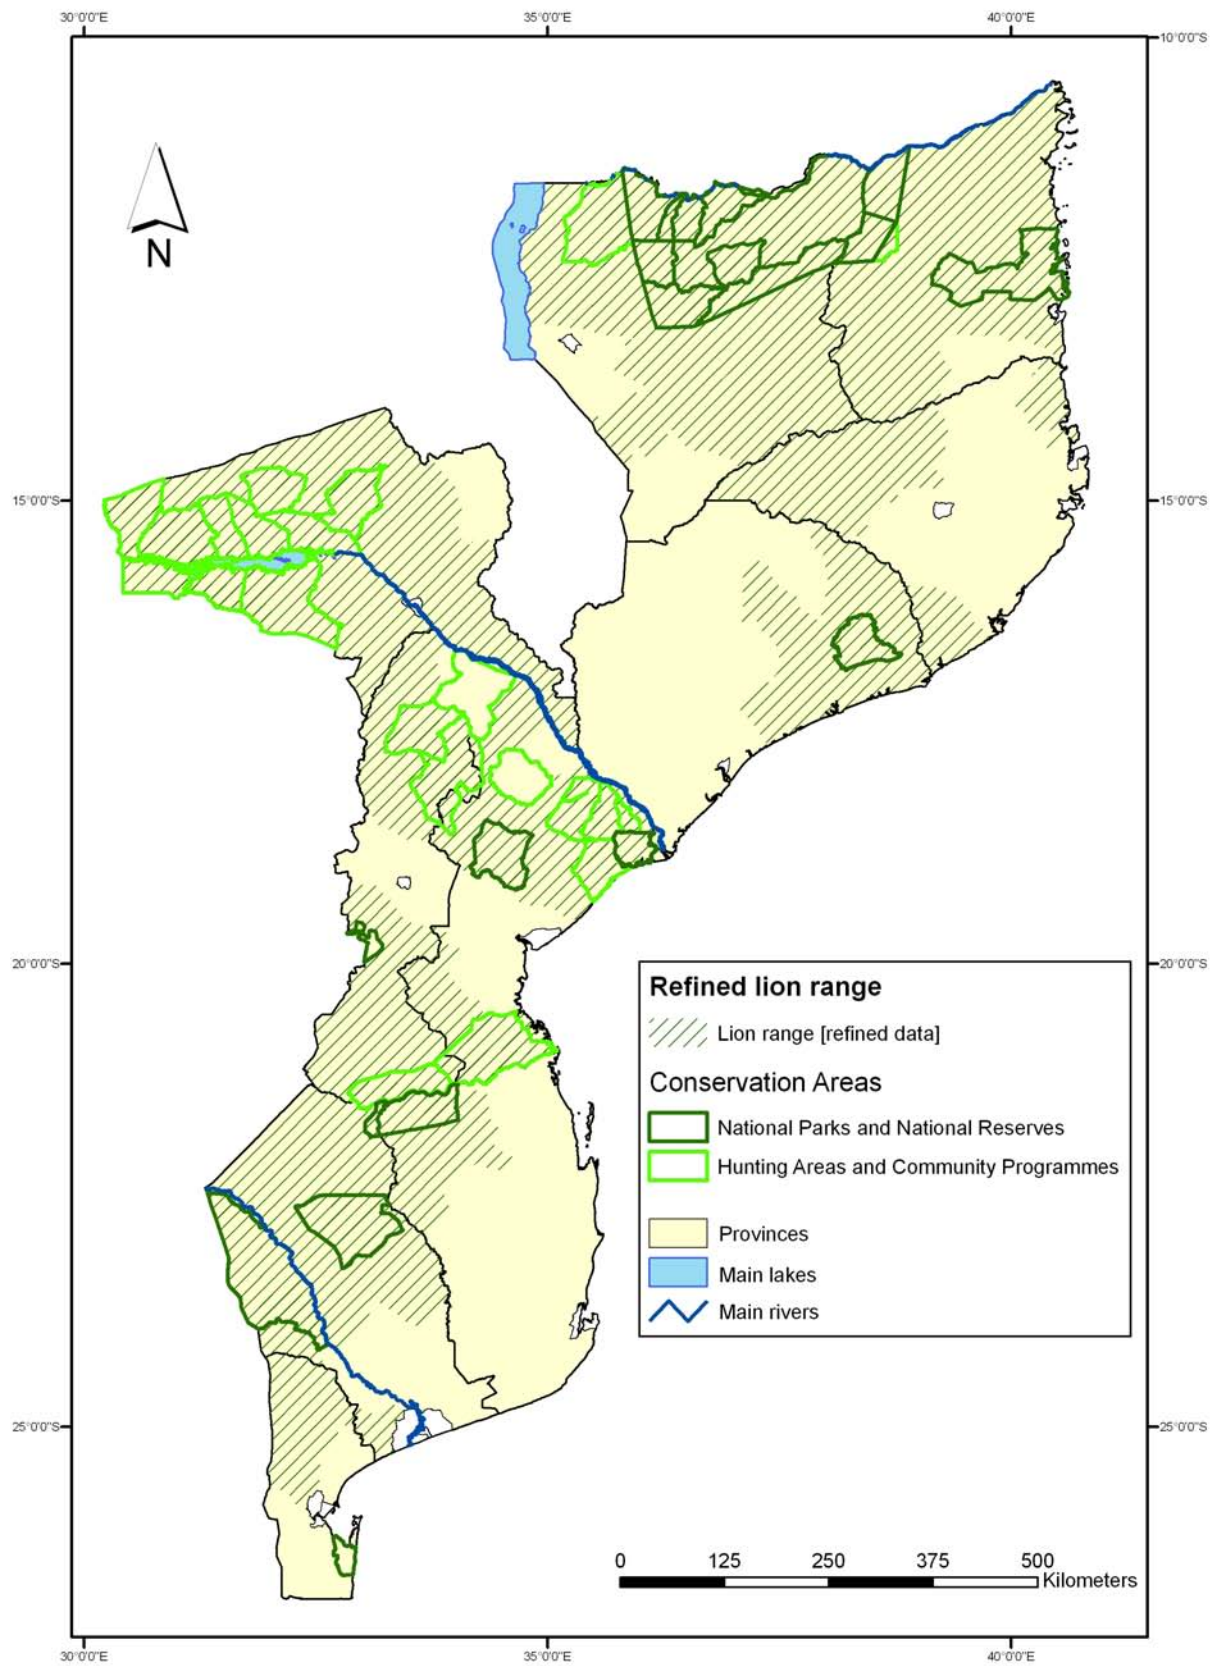 30°0'0"E 35°0'0"E 40°0'0"E
10°0'0"S
N
15°0'0"S 15°0'0"S
20°0'0"S 20°0'0"S
Refined lion range
Lion range [refined data]
Conservation Areas
National Parks and National Reserves
Hunting Areas and Community Programmes
Provinces
Main lakes
Main rivers
25°0'0"S 25°0'0"S
0 125 250 375 500
Kilometers
30°0'0"E 35°0'0"E 40°0'0"E